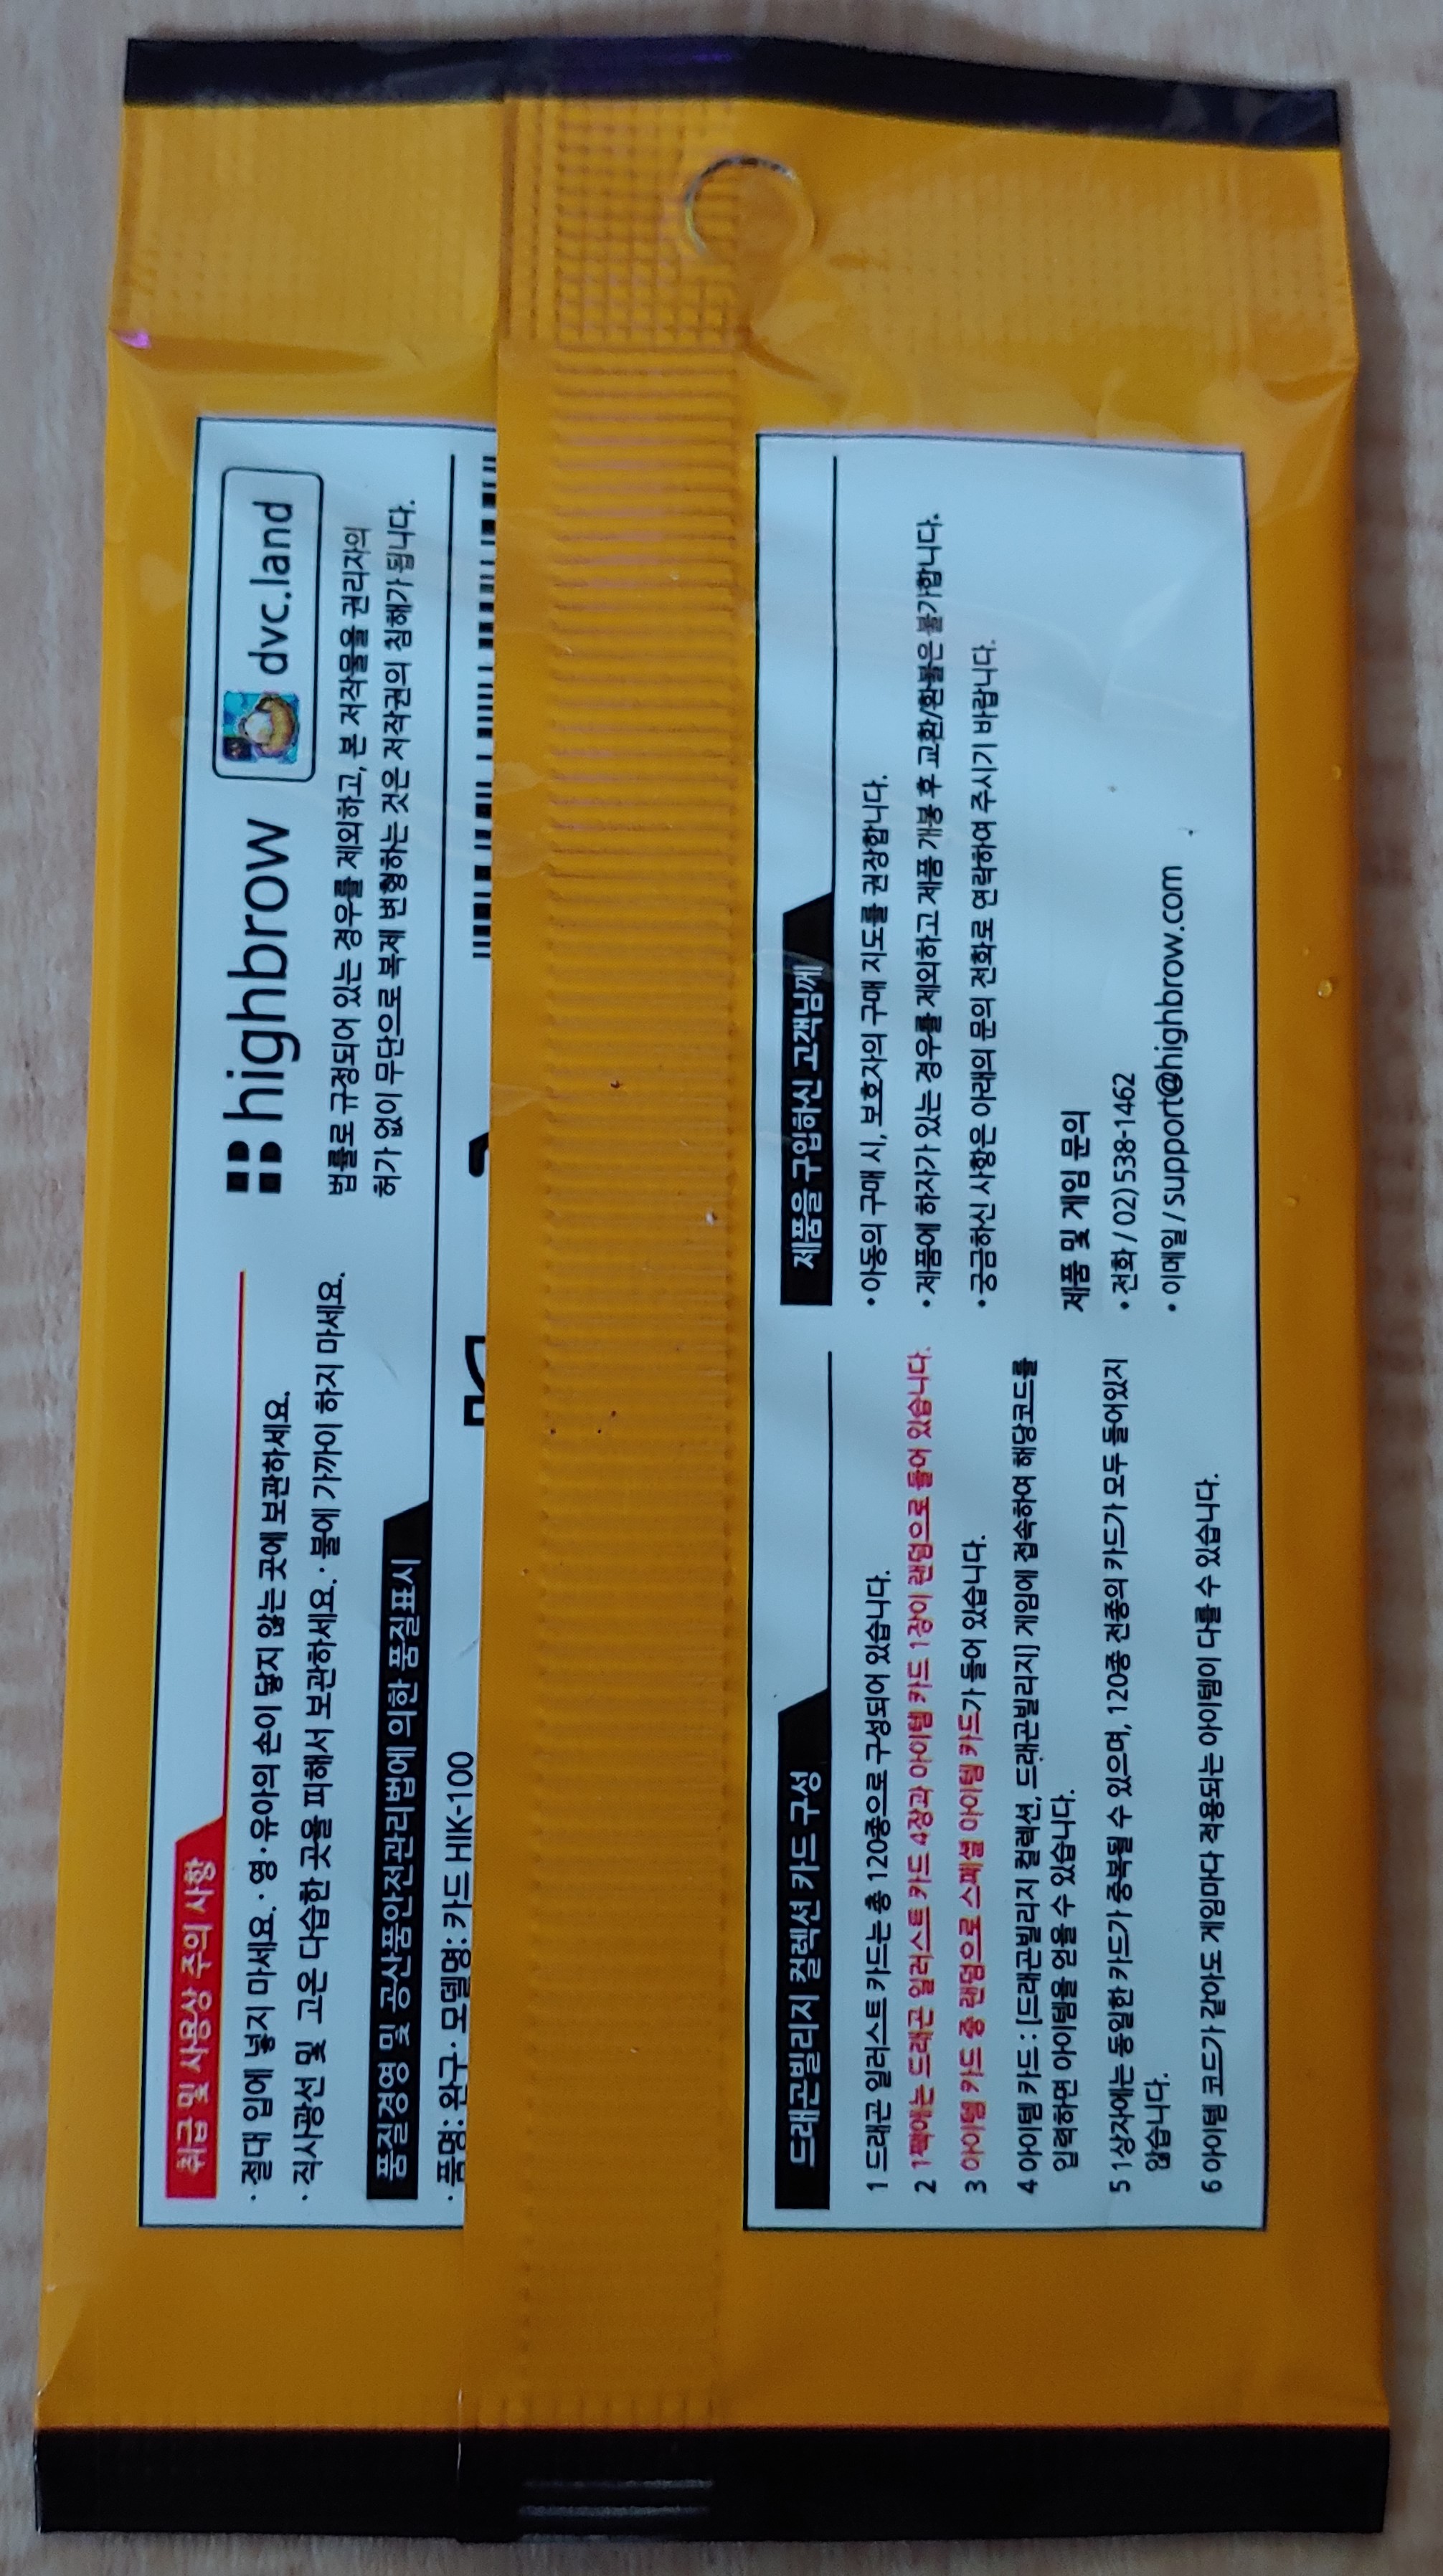 취급 및 사용상 주의 사항
· 절대 입에 넣지 마세요. · 영·유아의 손이 닿지 않는 곳에 보관하세요.
· 직사광선 및 고온 다습한 곳을 피해서 보관하세요. · 불에 가까이 하지 마세요.
품질경영 및 공산품안전관리법에 의한 품질표시
· 품명: 완구 · 모델명: 카드 HIK-100
highbrow
dvc.land
법률로 규정되어 있는 경우를 제외하고, 본 저작물을 권리자의
허가 없이 무단으로 복제 변형하는 것은 저작권의 침해가 됩니다.
드래곤빌리지 컬렉션 카드 구성
1 드래곤 일러스트 카드는 총 120종으로 구성되어 있습니다.
2 1팩에는 드래곤 일러스트 카드 4장과 아이템 카드 1장이 랜덤으로 들어 있습니다.
3 아이템 카드 중 랜덤으로 스페셜 아이템 카드가 들어 있습니다.
4 아이템 카드 : [드래곤빌리지 컬렉션, 드래곤빌리지] 게임에 접속하여 해당코드를
입력하면 아이템을 얻을 수 있습니다.
5 1상자에는 동일한 카드가 중복될 수 있으며, 120종 전종의 카드가 모두 들어있지
않습니다.
6 아이템 코드가 같아도 게임마다 적용되는 아이템이 다를 수 있습니다.
제품을 구입하신 고객님께
• 아동의 구매 시, 보호자의 구매 지도를 권장합니다.
• 제품에 하자가 있는 경우를 제외하고 제품 개봉 후 교환/환불은 불가합니다.
• 궁금하신 사항은 아래의 문의 전화로 연락하여 주시기 바랍니다.
제품 및 게임 문의
• 전화 / 02) 538-1462
• 이메일 / support@highbrow.com